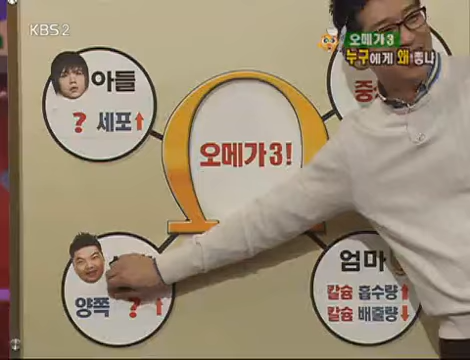 KBS2
오메가3
누구에게 왜 좋나
아들
? 세포↑
중
오메가3!
양쪽 ?↑
엄마
칼슘 흡수량↑
칼슘 배출량↓